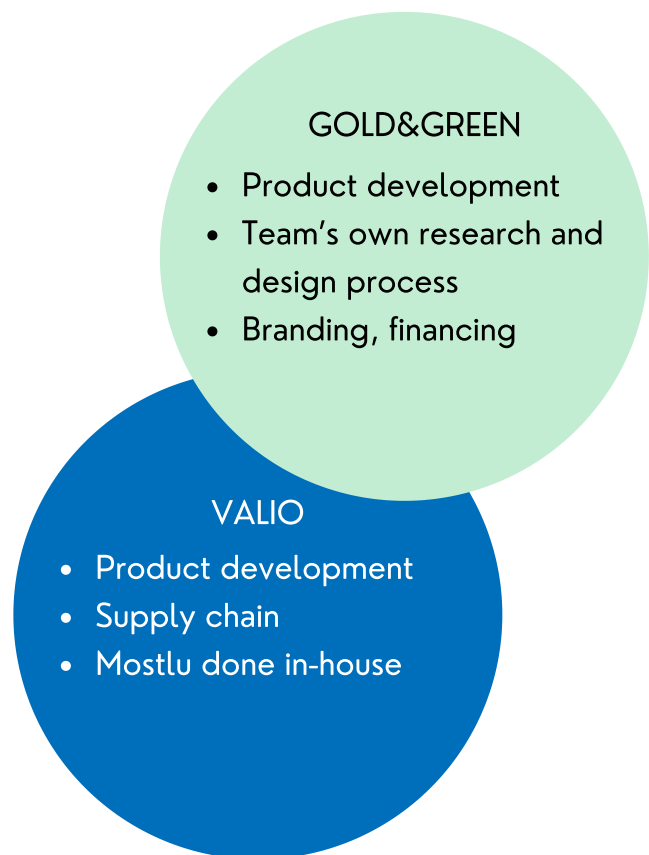 GOLD&GREEN
• Product development
• Team's own research and
design process
• Branding, financing
VALIO
• Product development
• Supply chain
• Mostlu done in-house